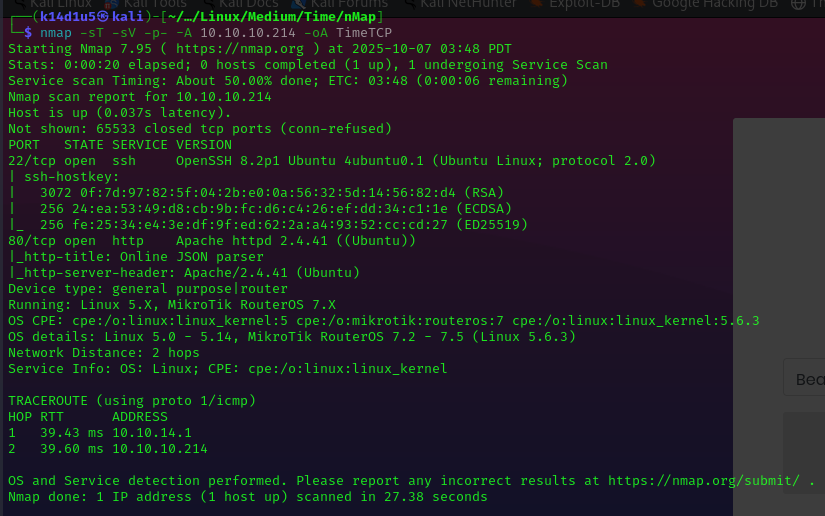 Kali Linux Kali Tools Kali Docs Kali Forums Kali NetHunter Exploit-DB Google Hacking DB
┌──(k14d1u5㉿kali)-[~/…/Linux/Medium/Time/nMap]
└─$ nmap -sT -sV -p- -A 10.10.10.214 -oA TimeTCP
Starting Nmap 7.95 ( https://nmap.org ) at 2025-10-07 03:48 PDT
Stats: 0:00:20 elapsed; 0 hosts completed (1 up), 1 undergoing Service Scan
Service scan Timing: About 50.00% done; ETC: 03:48 (0:00:06 remaining)
Nmap scan report for 10.10.10.214
Host is up (0.037s latency).
Not shown: 65533 closed tcp ports (conn-refused)
PORT   STATE SERVICE VERSION
22/tcp open  ssh     OpenSSH 8.2p1 Ubuntu 4ubuntu0.1 (Ubuntu Linux; protocol 2.0)
| ssh-hostkey:
|   3072 0f:7d:97:82:5f:04:2b:e0:0a:56:32:5d:14:56:82:d4 (RSA)
|   256 24:ea:53:49:d8:cb:9b:fc:d6:c4:26:ef:dd:34:c1:1e (ECDSA)
|_  256 fe:25:34:e4:3e:df:9f:ed:62:2a:a4:93:52:cc:cd:27 (ED25519)
80/tcp open  http    Apache httpd 2.4.41 ((Ubuntu))
|_http-title: Online JSON parser
|_http-server-header: Apache/2.4.41 (Ubuntu)
Device type: general purpose|router
Running: Linux 5.X, MikroTik RouterOS 7.X
OS CPE: cpe:/o:linux:linux_kernel:5 cpe:/o:mikrotik:routeros:7 cpe:/o:linux:linux_kernel:5.6.3
OS details: Linux 5.0 - 5.14, MikroTik RouterOS 7.2 - 7.5 (Linux 5.6.3)
Network Distance: 2 hops
Service Info: OS: Linux; CPE: cpe:/o:linux:linux_kernel
Bea
TRACEROUTE (using proto 1/icmp)
HOP RTT      ADDRESS
1   39.43 ms 10.10.14.1
2   39.60 ms 10.10.10.214
OS and Service detection performed. Please report any incorrect results at https://nmap.org/submit/ .
Nmap done: 1 IP address (1 host up) scanned in 27.38 seconds